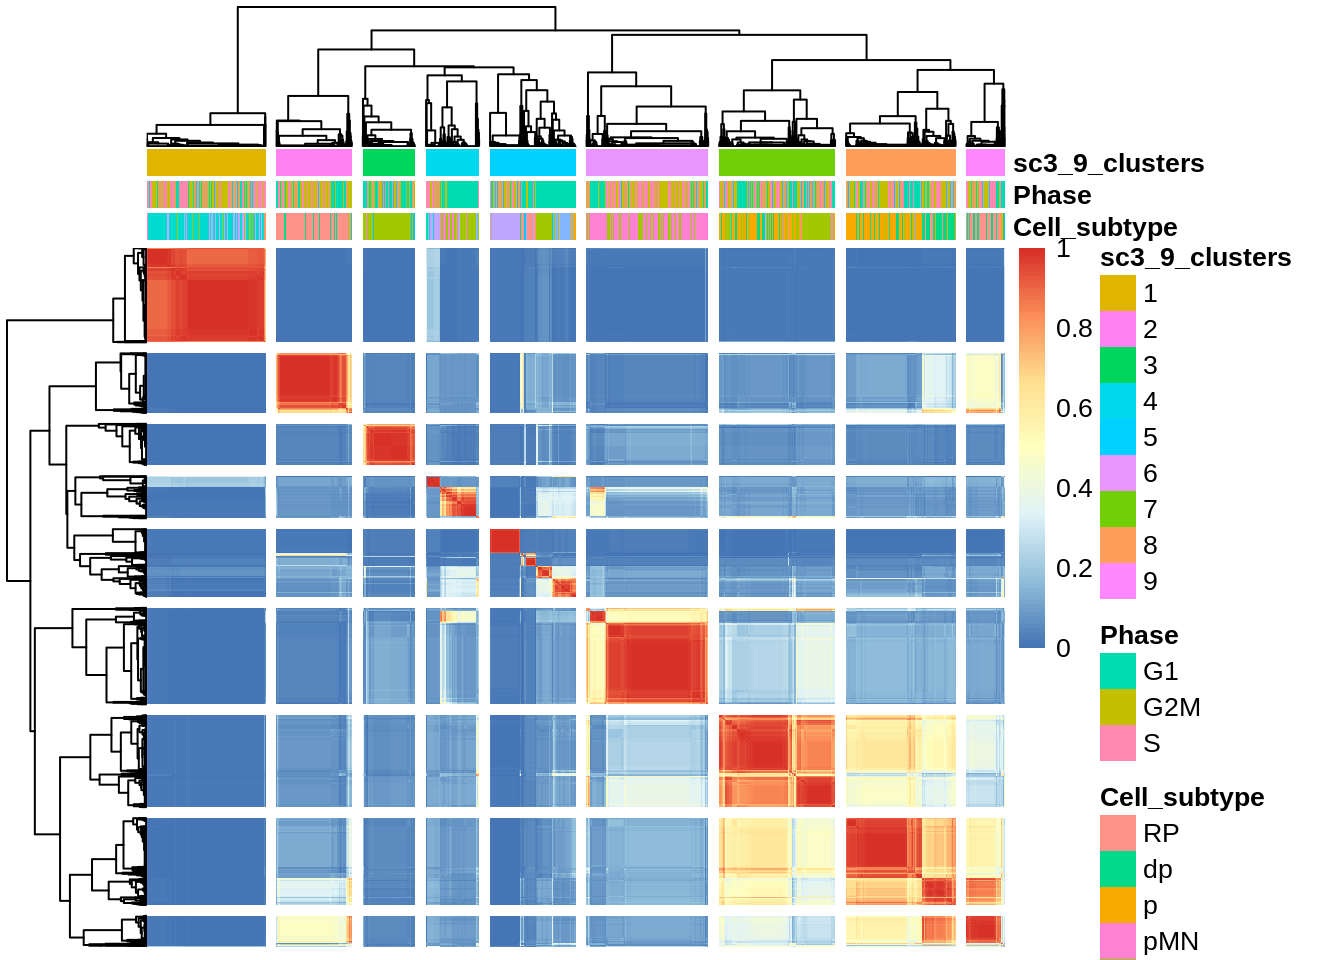 sc3_9_clusters
Phase
Cell_subtype
1
0.8
0.6
0.4
0.2
0
sc3_9_clusters
1
2
3
4
5
6
7
8
9
Phase
G1
G2M
S
Cell_subtype
RP
dp
p
pMN